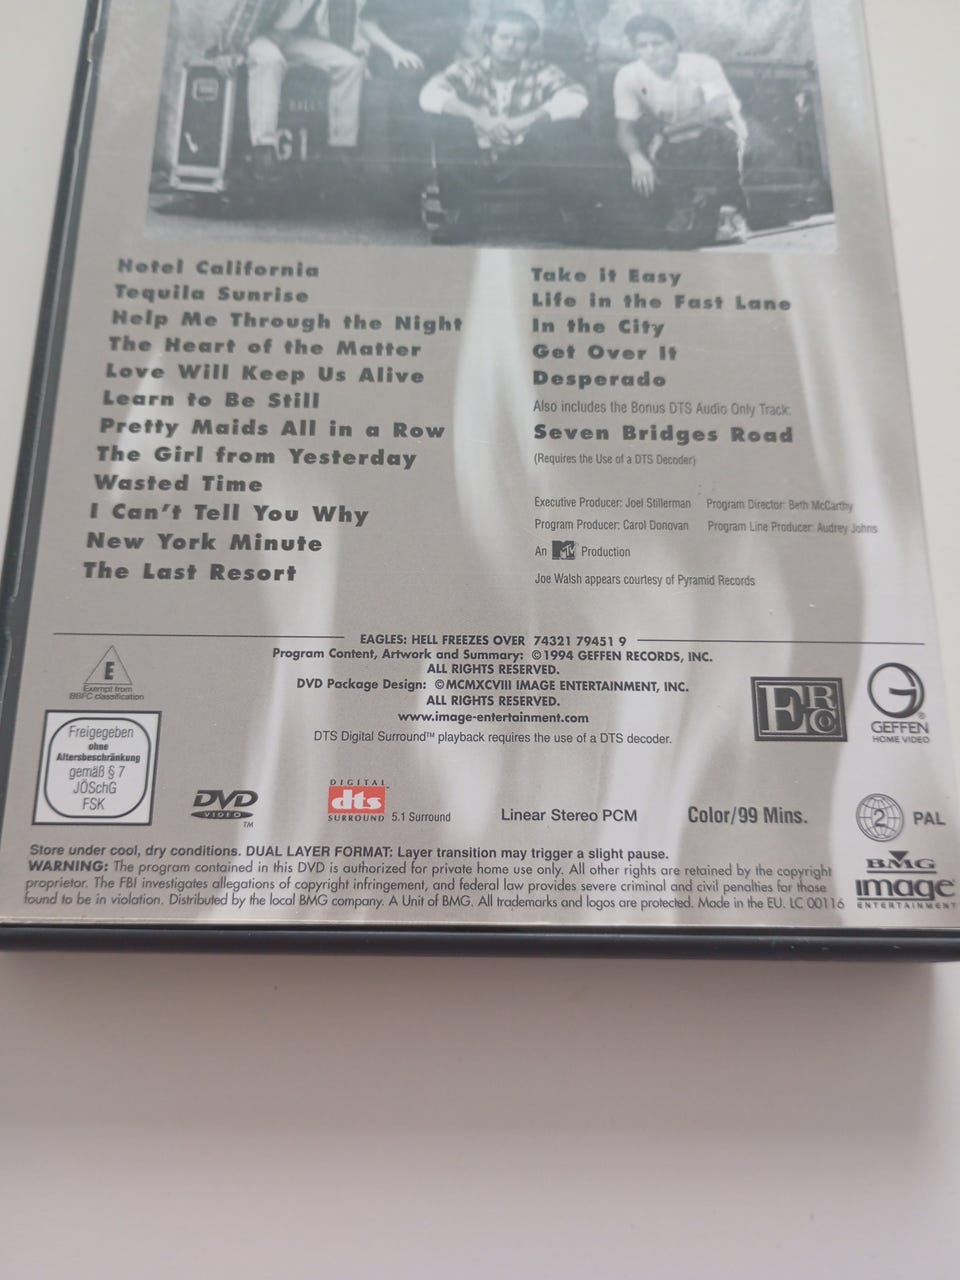 G1
Hotel California
Tequila Sunrise
Help Me Through the Night
The Heart of the Matter
Love Will Keep Us Alive
Learn to Be Still
Pretty Maids All in a Row
The Girl from Yesterday
Wasted Time
I Can't Tell You Why
New York Minute
The Last Resort
Take it Easy
Life in the Fast Lane
In the City
Get Over It
Desperado
Also includes the Bonus DTS Audio Only Track:
Seven Bridges Road
(Requires the Use of a DTS Decoder)
Executive Producer: Joel Stillerman Program Director: Beth McCarthy
Program Producer: Carol Donovan Program Line Producer: Audrey Johns
An MTV Production
Joe Walsh appears courtesy of Pyramid Records
EAGLES: HELL FREEZES OVER 74321 79451 9
Program Content, Artwork and Summary: ©1994 GEFFEN RECORDS, INC.
ALL RIGHTS RESERVED.
DVD Package Design: ©MCMXCVIII IMAGE ENTERTAINMENT, INC.
ALL RIGHTS RESERVED.
www.image-entertainment.com
DTS Digital Surround™ playback requires the use of a DTS decoder.
E
Exempt from
BBFC classification
Freigegeben
ohne
Altersbeschränkung
gemäß § 7
JÖSchG
FSK
ERC
G®
GEFFEN
HOME VIDEO
DVD
VIDEO
TM
DIGITAL
dts
SURROUND 5.1 Surround
Linear Stereo PCM
Color/99 Mins.
2 PAL
Store under cool, dry conditions. DUAL LAYER FORMAT: Layer transition may trigger a slight pause.
WARNING: The program contained in this DVD is authorized for private home use only. All other rights are retained by the copyright
proprietor. The FBI investigates allegations of copyright infringement, and federal law provides severe criminal and civil penalties for those
found to be in violation. Distributed by the local BMG company. A Unit of BMG. All trademarks and logos are protected. Made in the EU. LC 00116
BMG
image
ENTERTAINMENT